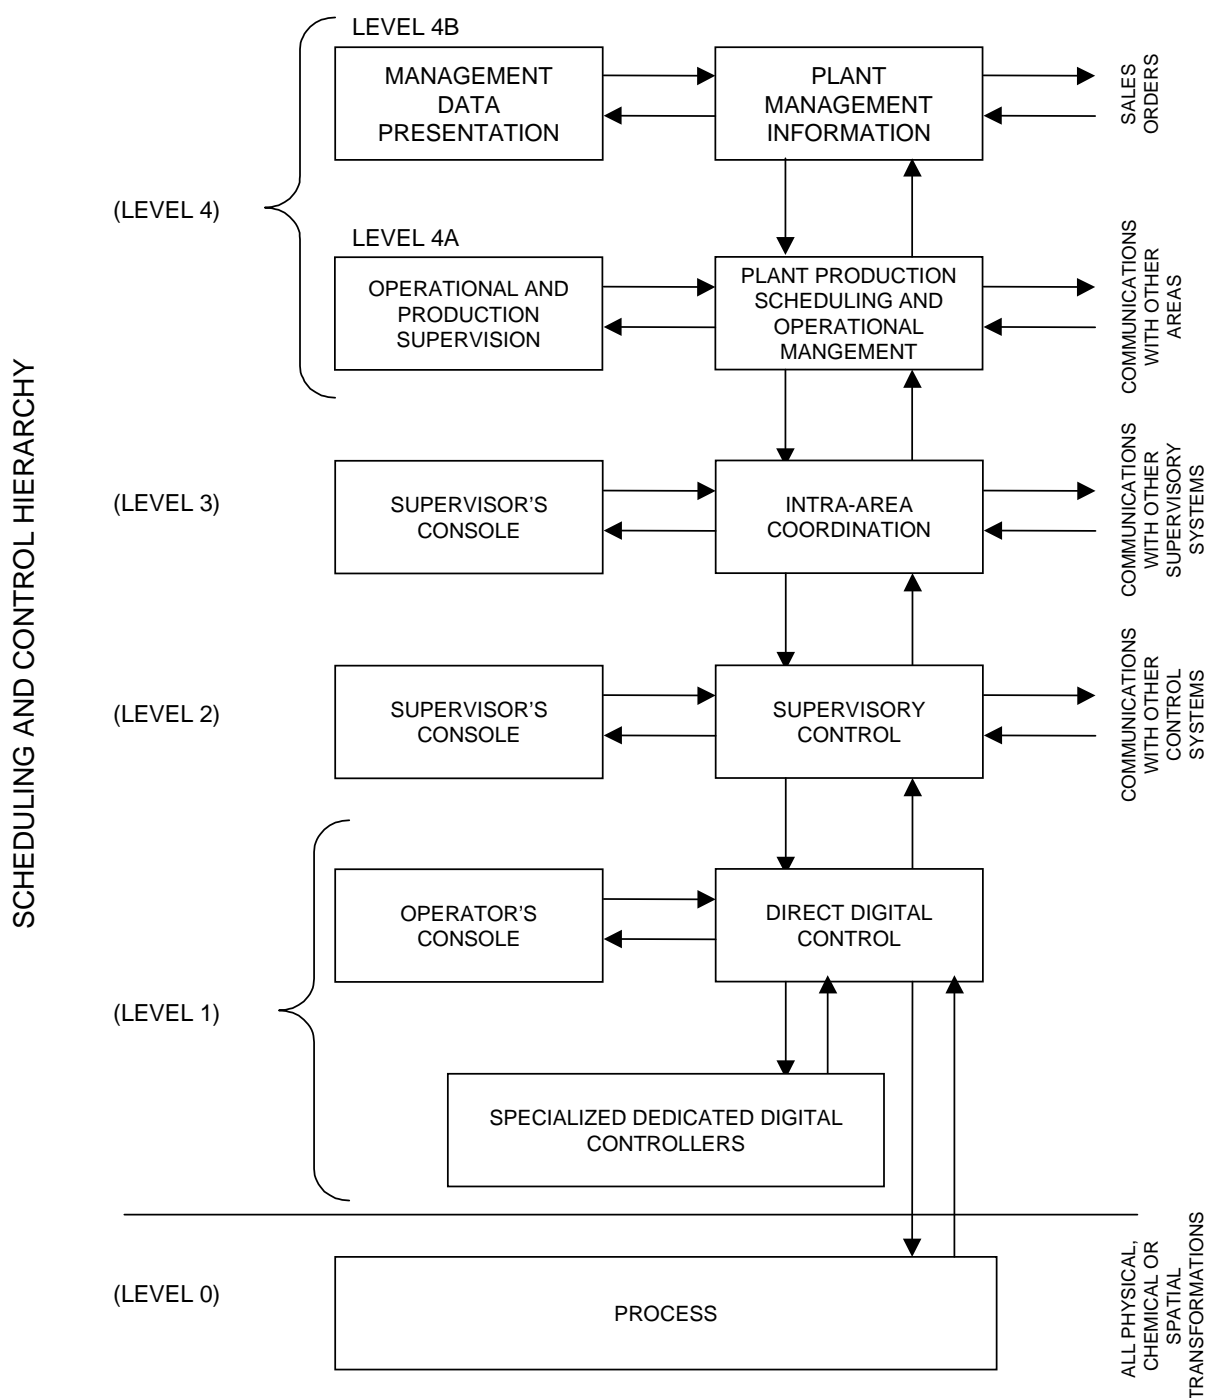 SCHEDULING AND CONTROL HIERARCHY
(LEVEL 4)
LEVEL 4B
MANAGEMENT
DATA
PRESENTATION
PLANT
MANAGEMENT
INFORMATION
SALES
ORDERS
LEVEL 4A
OPERATIONAL AND
PRODUCTION
SUPERVISION
PLANT PRODUCTION
SCHEDULING AND
OPERATIONAL
MANGEMENT
COMMUNICATIONS
WITH OTHER
AREAS
(LEVEL 3)
SUPERVISOR'S
CONSOLE
INTRA-AREA
COORDINATION
COMMUNICATIONS
WITH OTHER
SUPERVISORY
SYSTEMS
(LEVEL 2)
SUPERVISOR'S
CONSOLE
SUPERVISORY
CONTROL
COMMUNICATIONS
WITH OTHER
CONTROL
SYSTEMS
(LEVEL 1)
OPERATOR'S
CONSOLE
DIRECT DIGITAL
CONTROL
SPECIALIZED DEDICATED DIGITAL
CONTROLLERS
(LEVEL 0)
PROCESS
ALL PHYSICAL,
CHEMICAL OR
SPATIAL
TRANSFORMATIONS